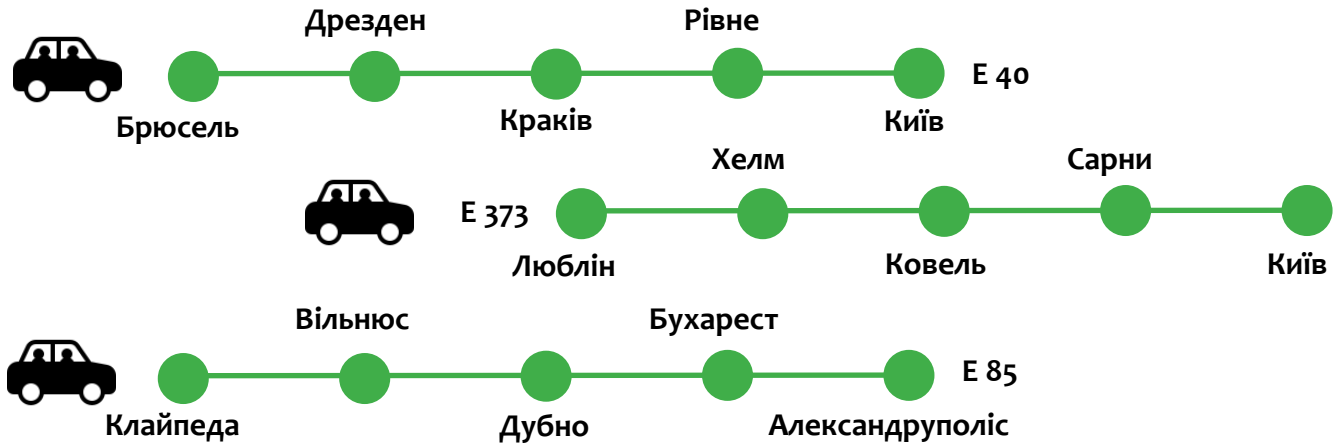 Дрезден
Рівне
E 40
Брюсель
Краків
Київ
Хелм
Сарни
E 373
Люблін
Ковель
Київ
Вільнюс
Бухарест
E 85
Клайпеда
Дубно
Александруполіс